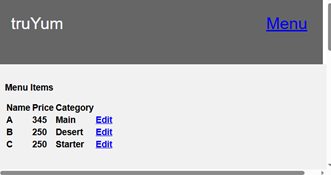 truYum Menu
Menu Items
Name Price Category
A 345 Main Edit
B 250 Desert Edit
C 250 Starter Edit